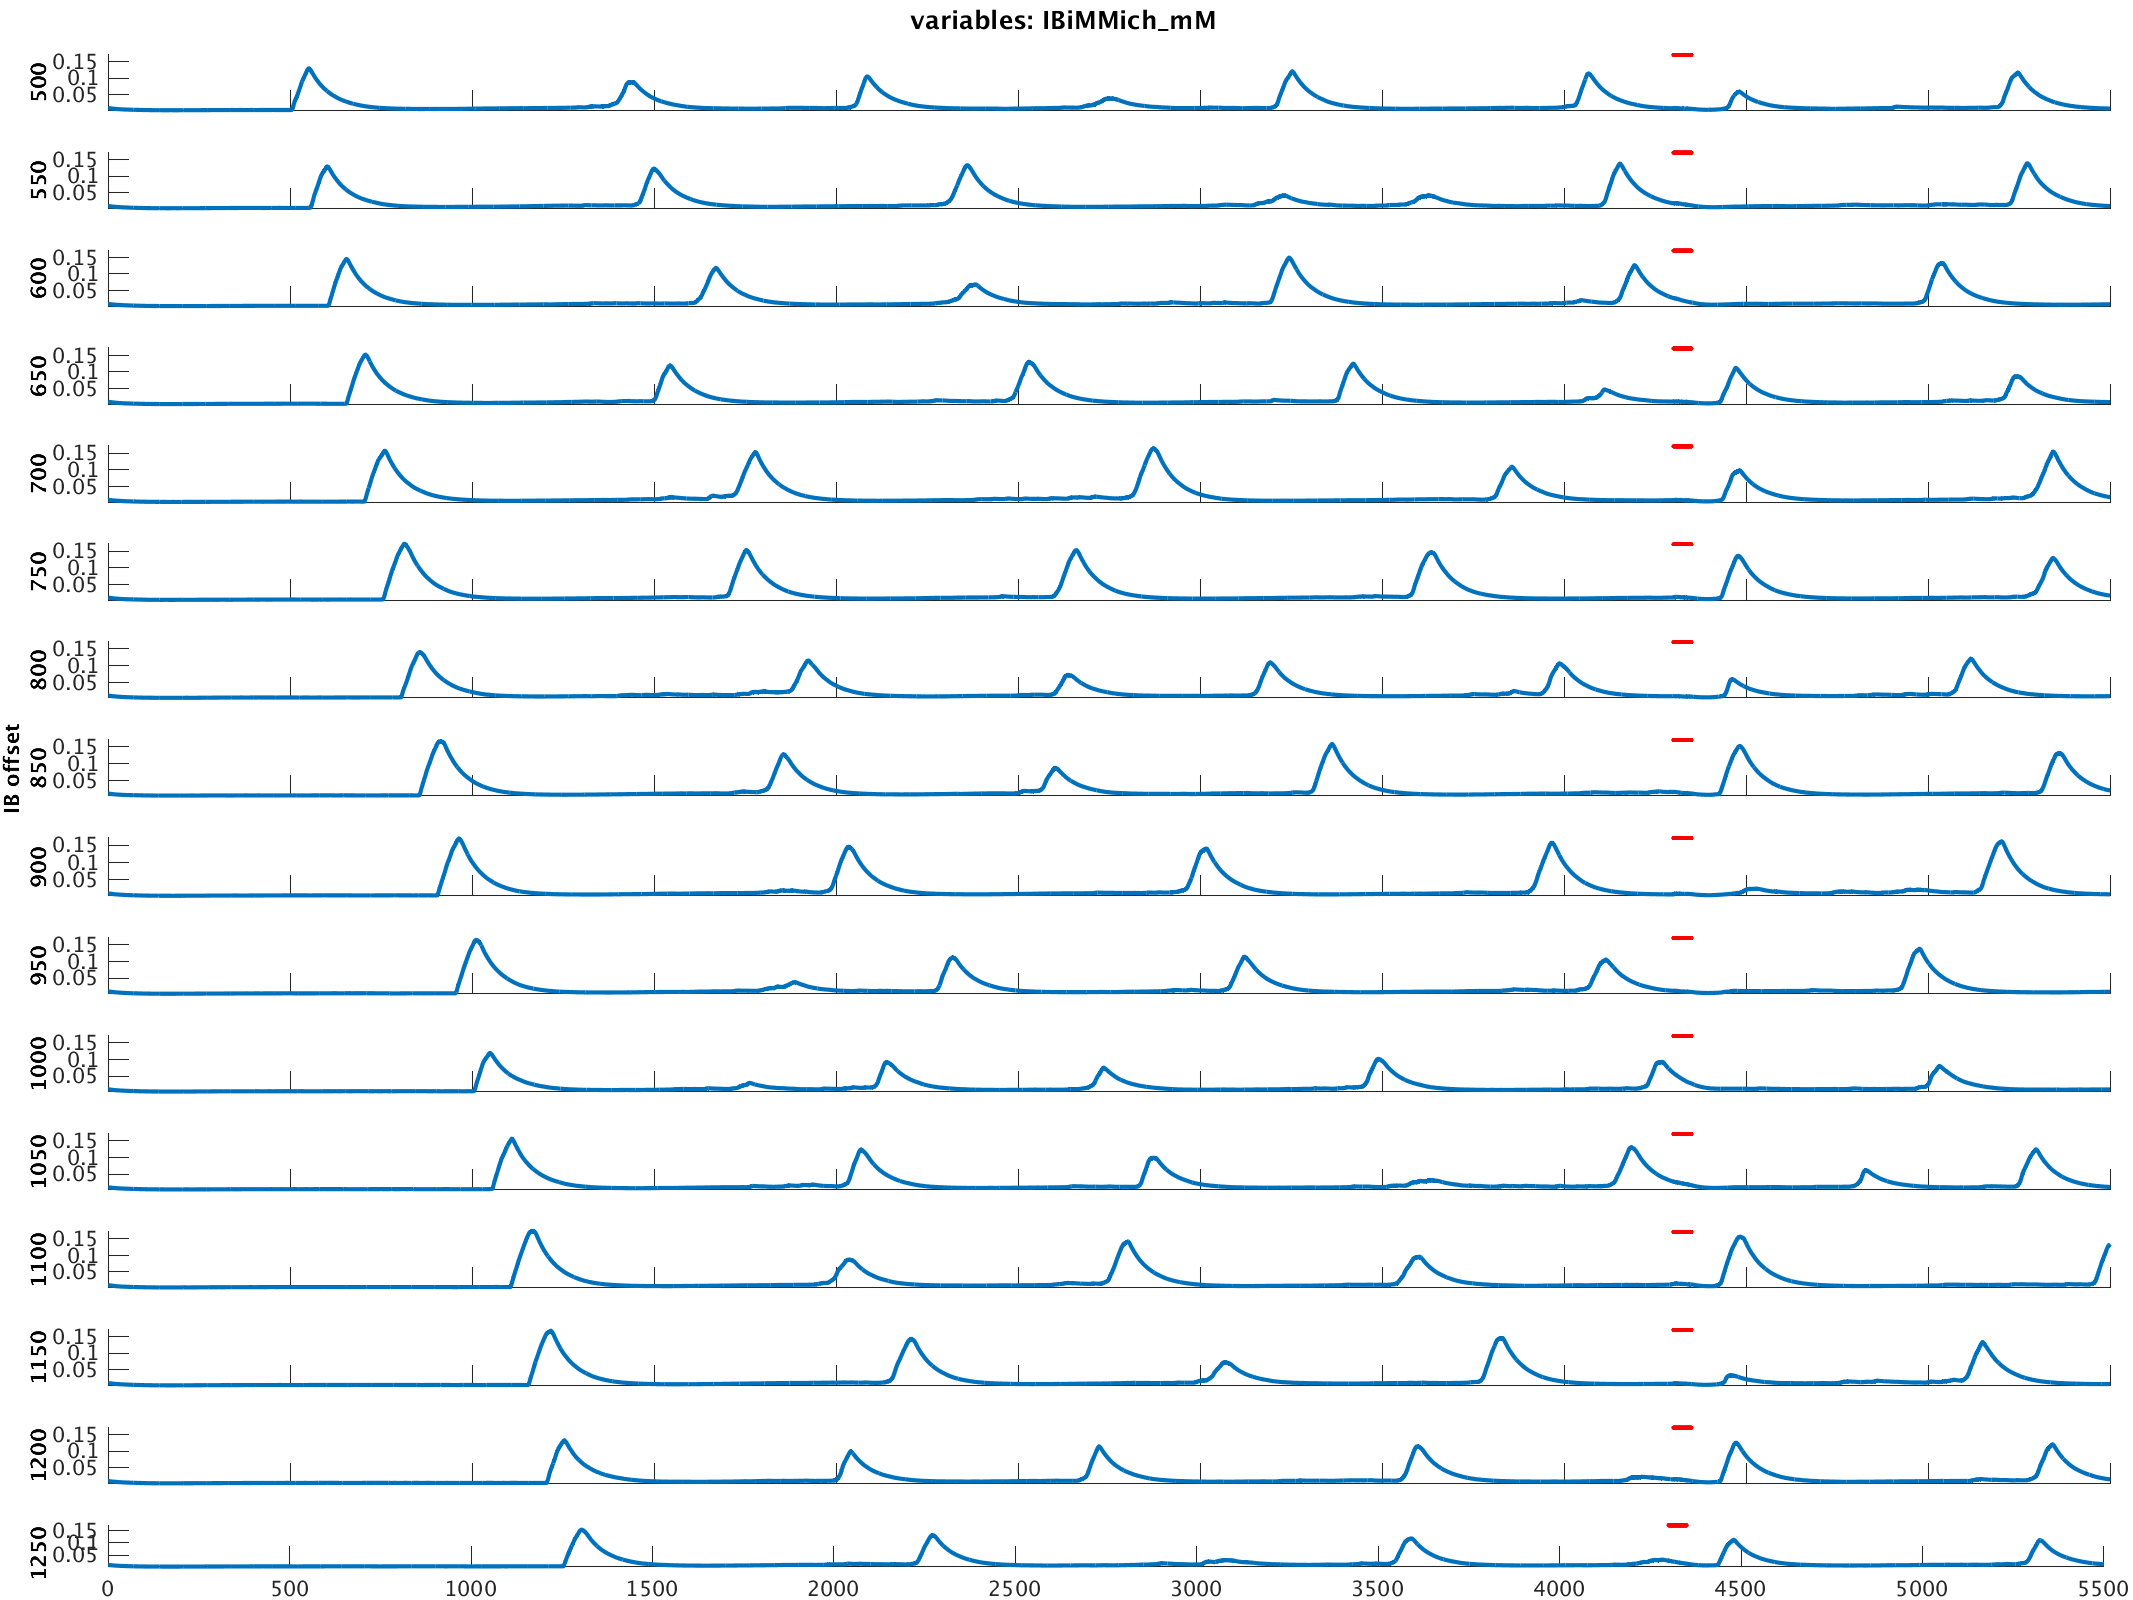 variables: IBiMMich_mM
IB offset
500 0.15 0.1 0.05
550 0.15 0.1 0.05
600 0.15 0.1 0.05
650 0.15 0.1 0.05
700 0.15 0.1 0.05
750 0.15 0.1 0.05
800 0.15 0.1 0.05
850 0.15 0.1 0.05
900 0.15 0.1 0.05
950 0.15 0.1 0.05
1000 0.15 0.1 0.05
1050 0.15 0.1 0.05
1100 0.15 0.1 0.05
1150 0.15 0.1 0.05
1200 0.15 0.1 0.05
1250 0.15 0.1 0.05
0 500 1000 1500 2000 2500 3000 3500 4000 4500 5000 5500